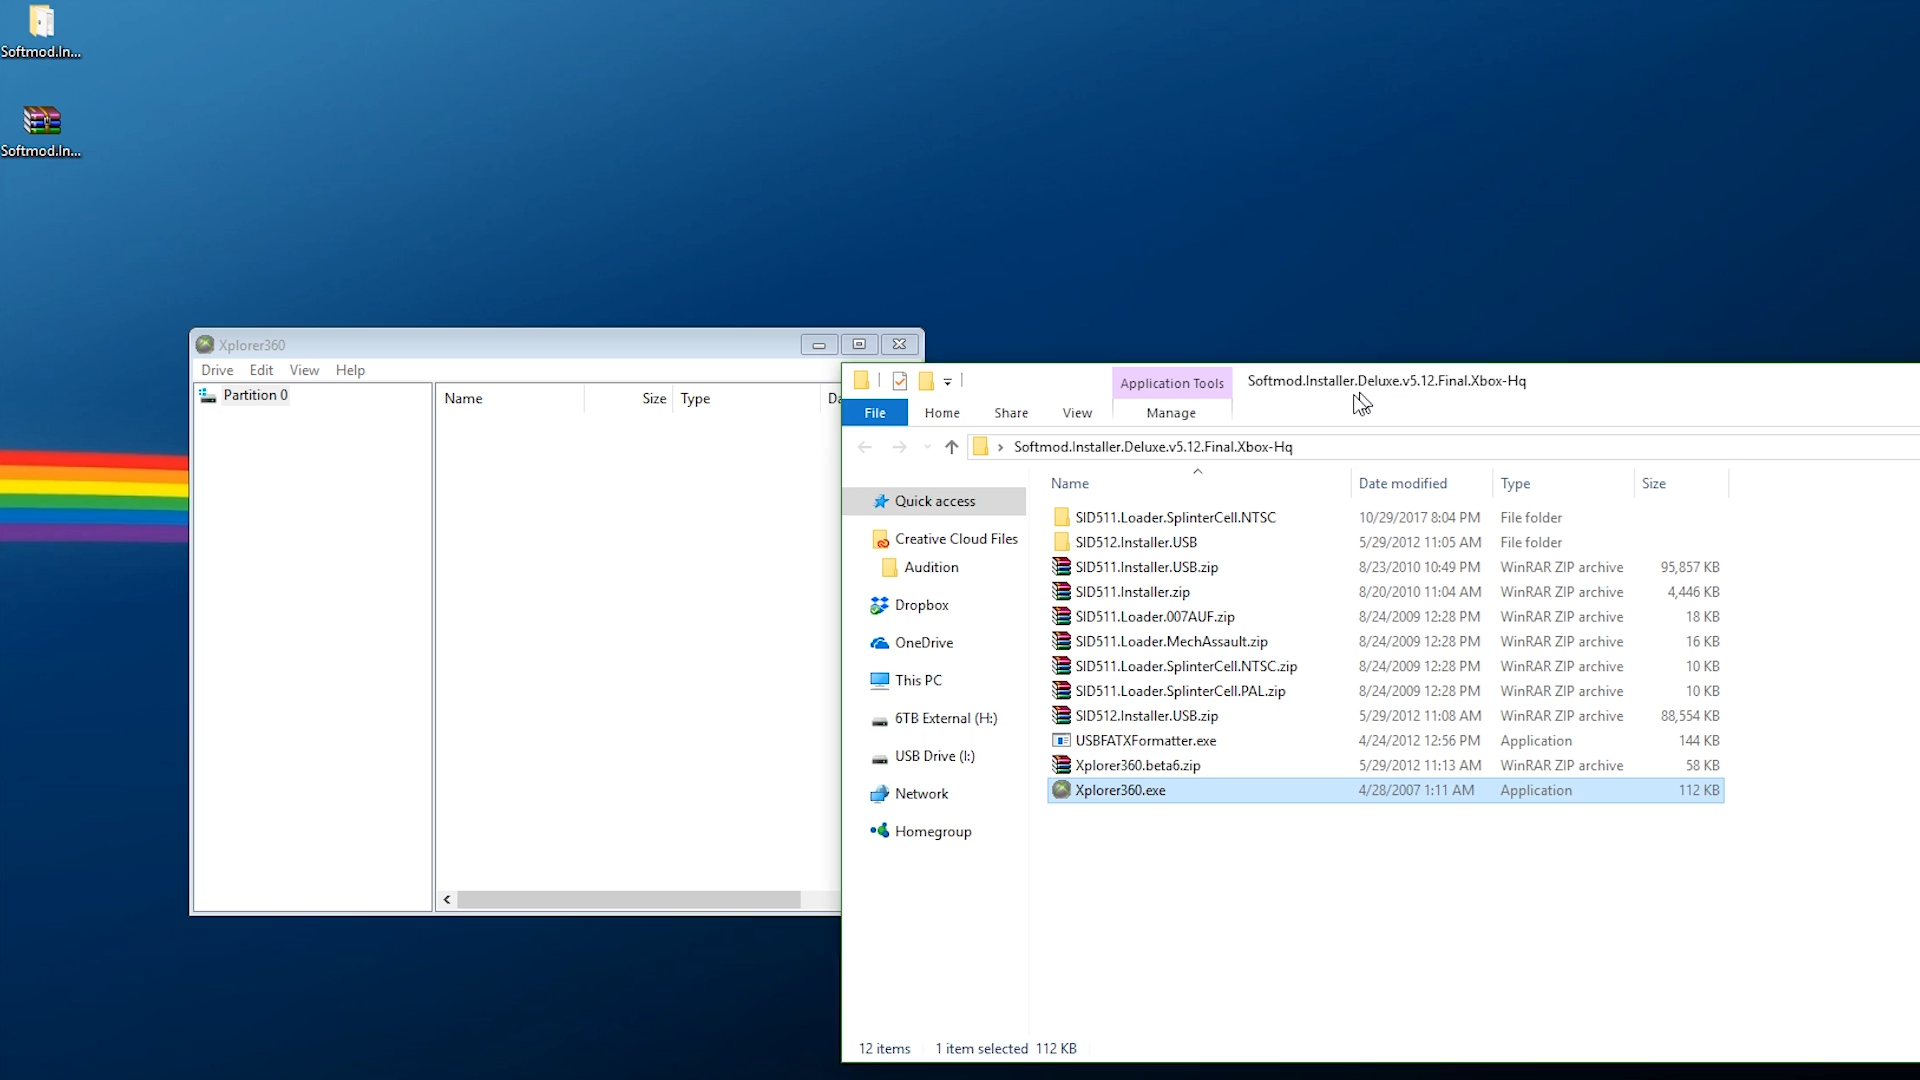 Softmod.In...
Softmod.In...
Xplorer360
Drive Edit View Help
Partition 0
Name Size Type
Application Tools Softmod.Installer.Deluxe.v5.12.Final.Xbox-Hq
File Home Share View Manage
Softmod.Installer.Deluxe.v5.12.Final.Xbox-Hq
Quick access
Creative Cloud Files
Audition
Dropbox
OneDrive
This PC
6TB External (H:)
USB Drive (I:)
Network
Homegroup
Name Date modified Type Size
SID511.Loader.SplinterCell.NTSC 10/29/2017 8:04 PM File folder
SID512.Installer.USB 5/29/2012 11:05 AM File folder
SID511.Installer.USB.zip 8/23/2010 10:49 PM WinRAR ZIP archive 95,857 KB
SID511.Installer.zip 8/20/2010 11:04 AM WinRAR ZIP archive 4,446 KB
SID511.Loader.007AUF.zip 8/24/2009 12:28 PM WinRAR ZIP archive 18 KB
SID511.Loader.MechAssault.zip 8/24/2009 12:28 PM WinRAR ZIP archive 16 KB
SID511.Loader.SplinterCell.NTSC.zip 8/24/2009 12:28 PM WinRAR ZIP archive 10 KB
SID511.Loader.SplinterCell.PAL.zip 8/24/2009 12:28 PM WinRAR ZIP archive 10 KB
SID512.Installer.USB.zip 5/29/2012 11:08 AM WinRAR ZIP archive 88,554 KB
USBFATXFormatter.exe 4/24/2012 12:56 PM Application 144 KB
Xplorer360.beta6.zip 5/29/2012 11:13 AM WinRAR ZIP archive 58 KB
Xplorer360.exe 4/28/2007 1:11 AM Application 112 KB
12 items 1 item selected 112 KB